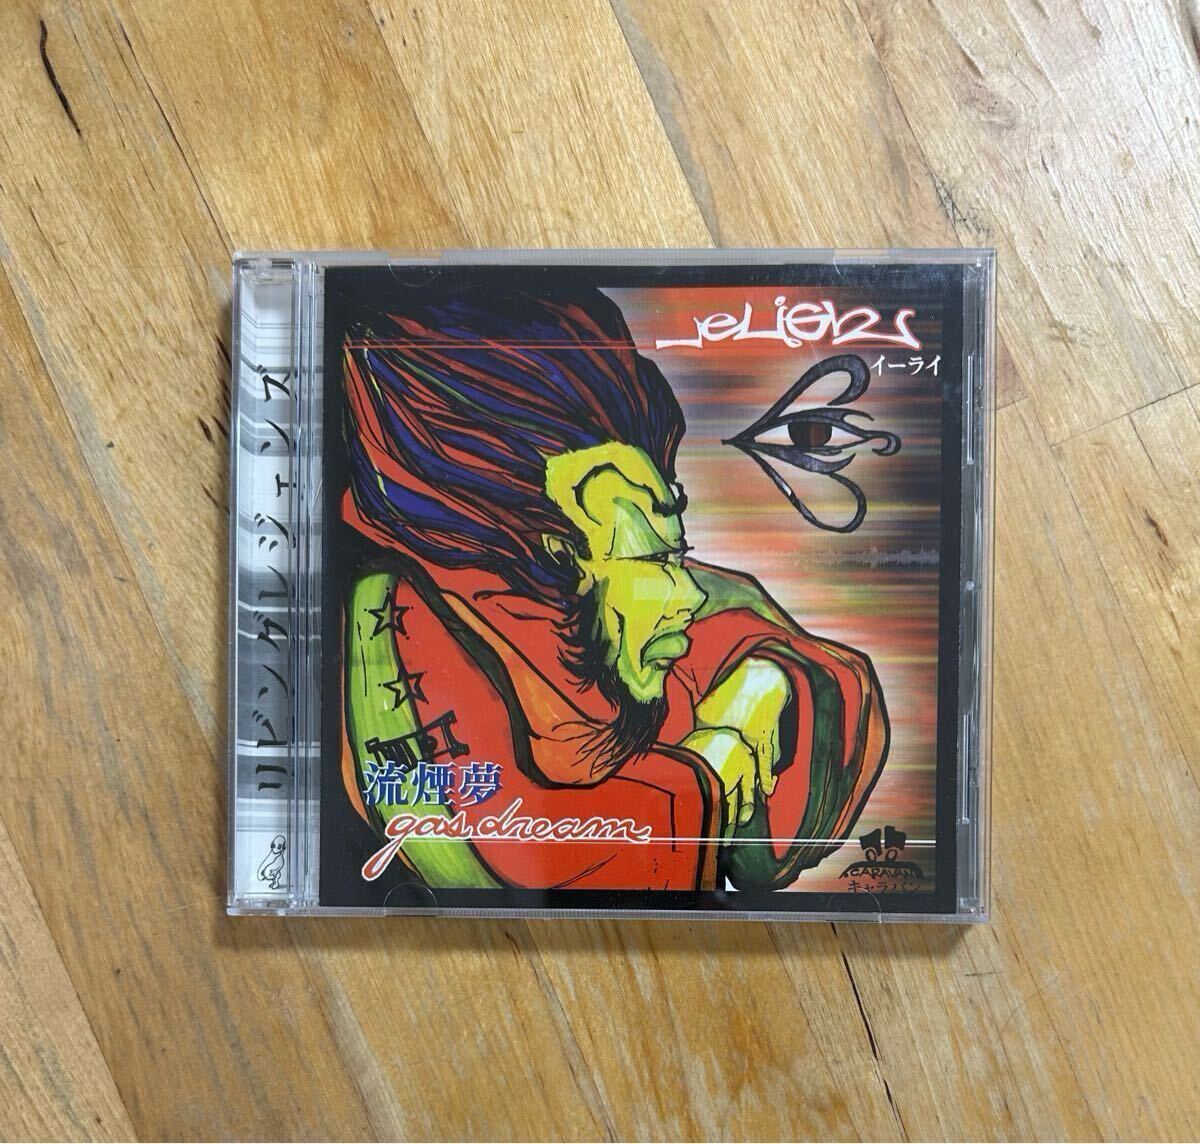 eLiGh
イーライ
リビングレジェンズ
流煙夢
gas dream
CARAVAN
キャラバン